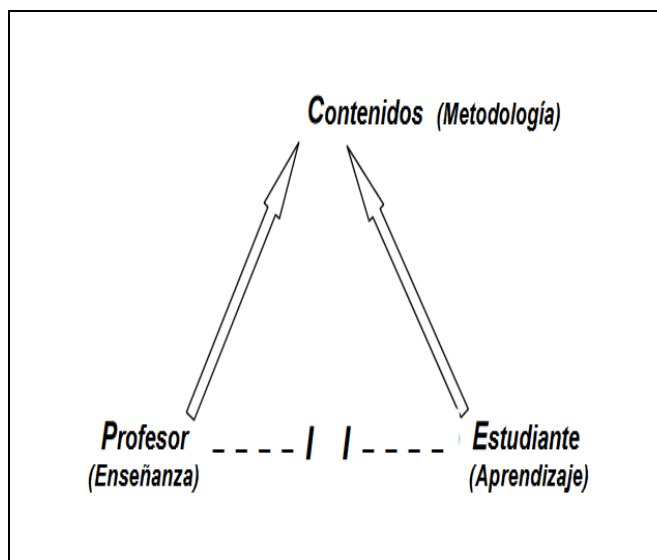 Contenidos (Metodología)
Profesor ----/ /---- Estudiante
(Enseñanza) (Aprendizaje)